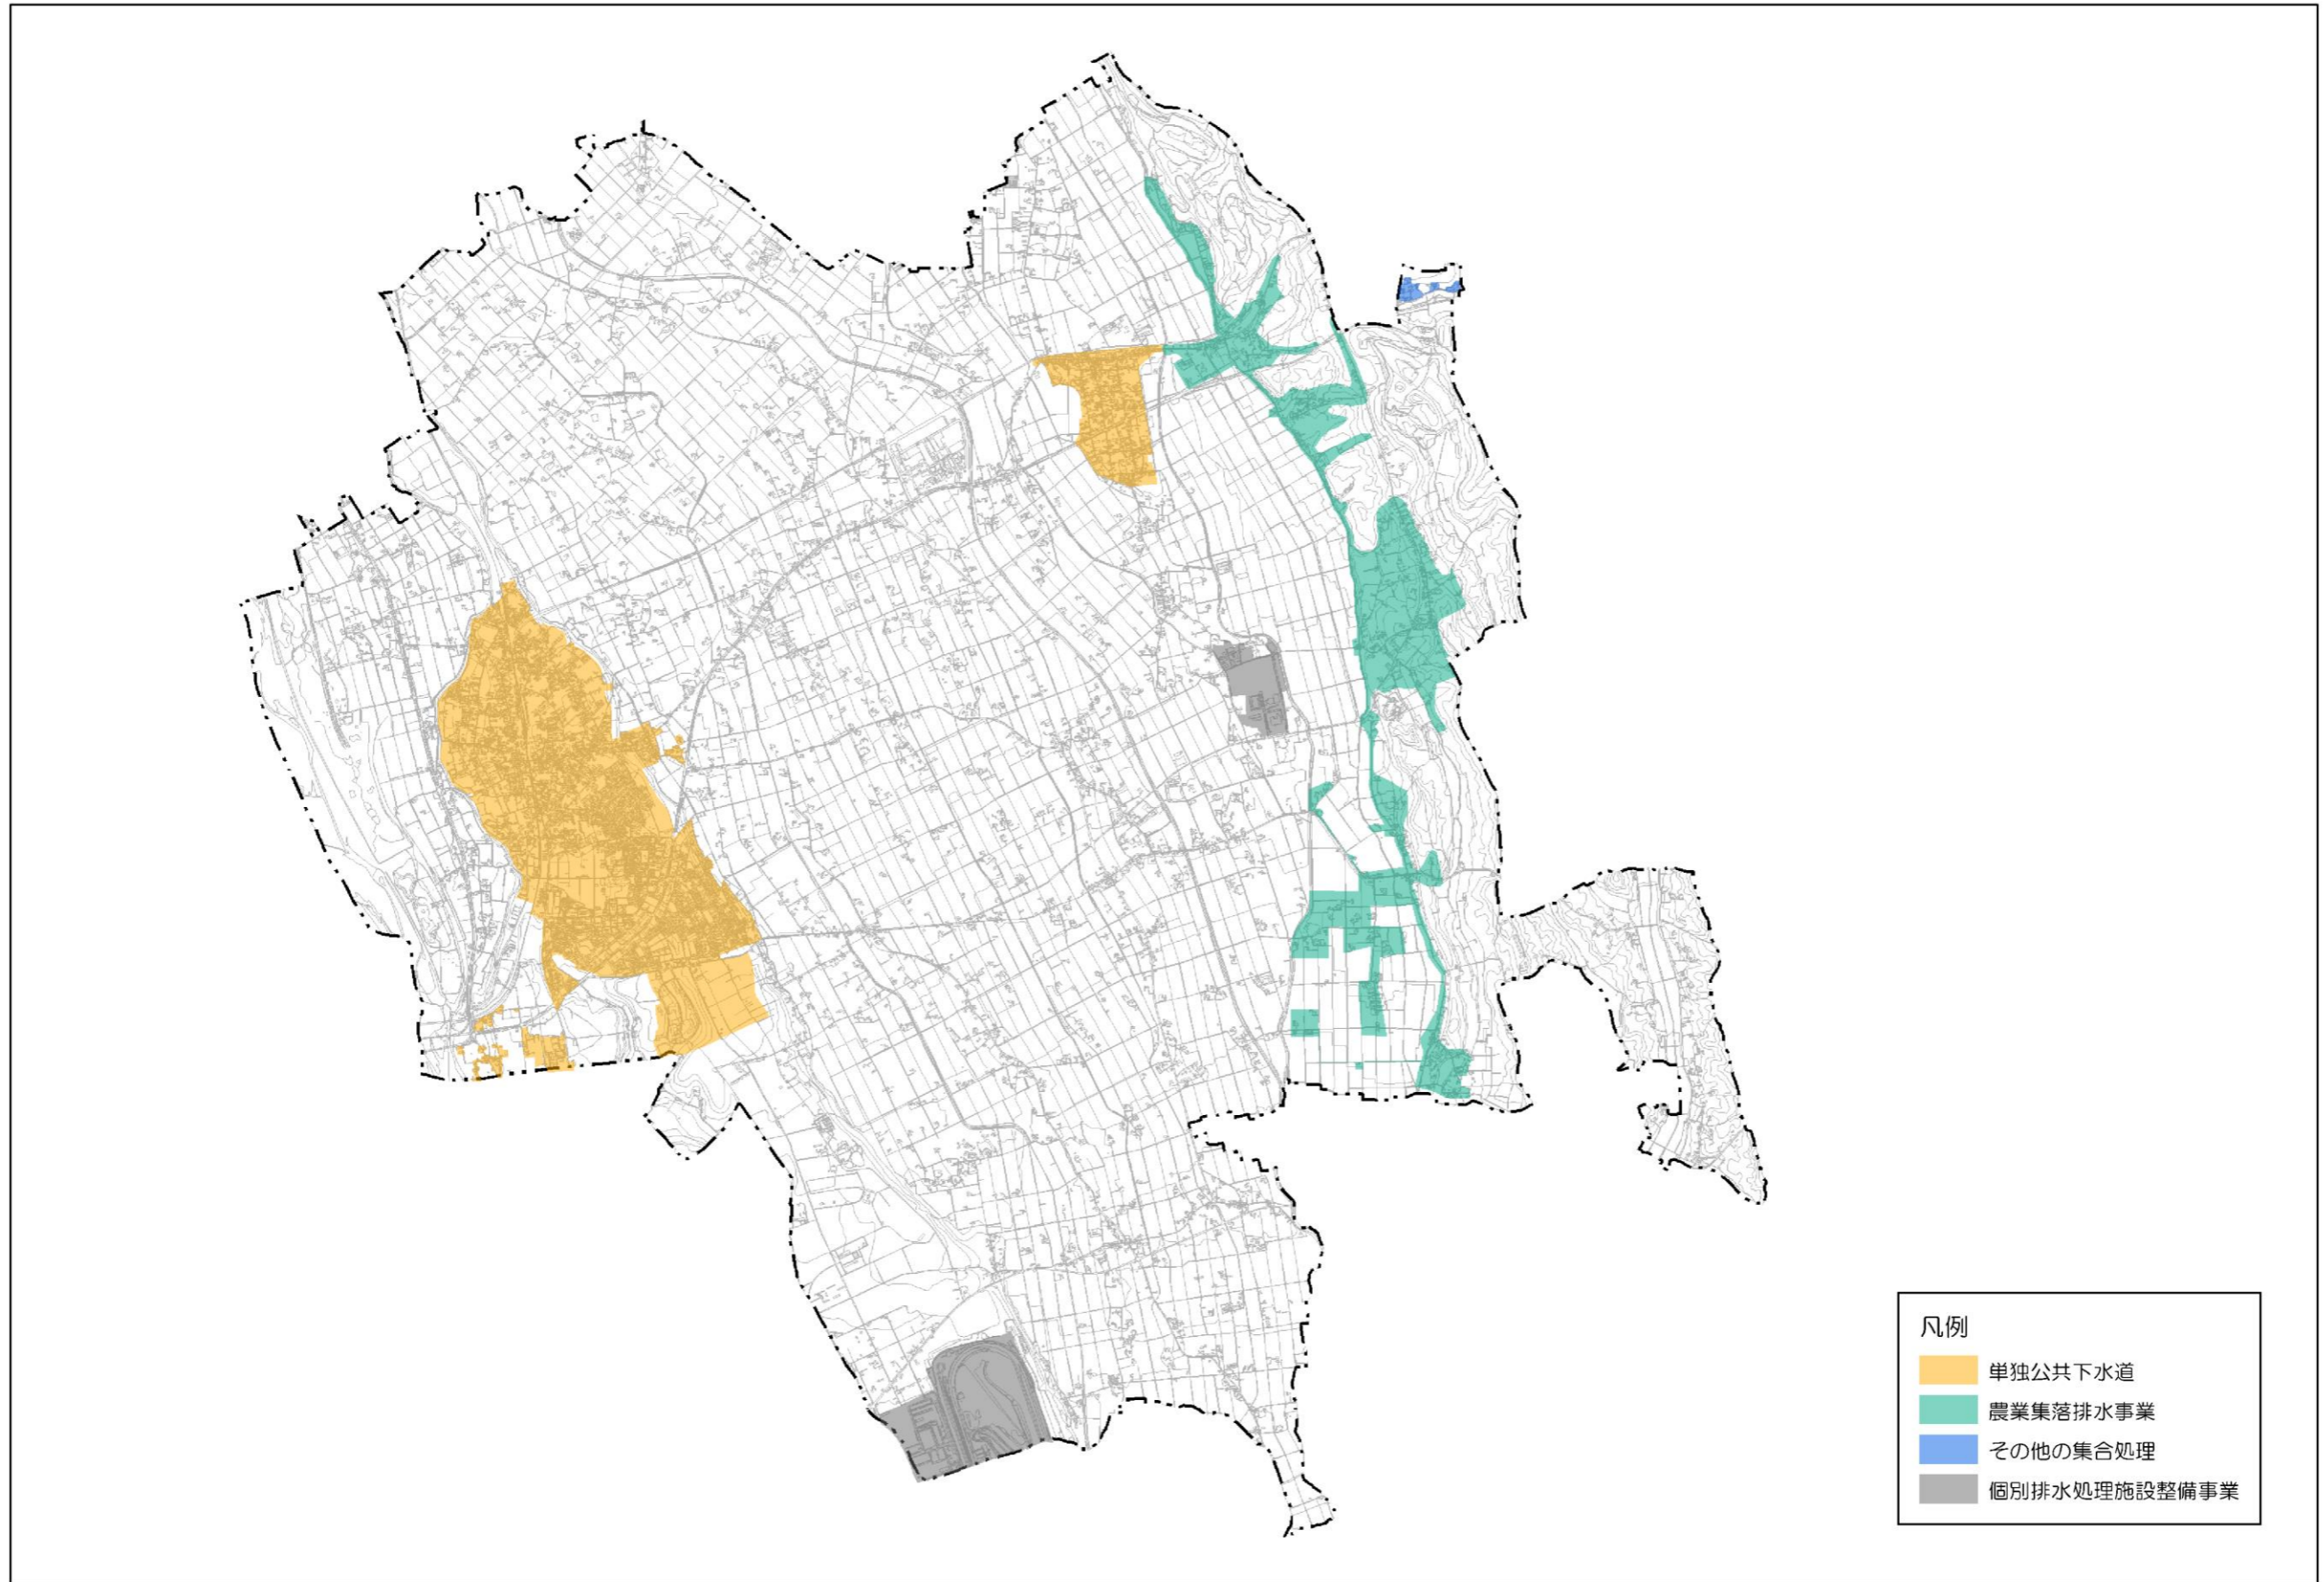 凡例
単独公共下水道
農業集落排水事業
その他の集合処理
個別排水処理施設整備事業